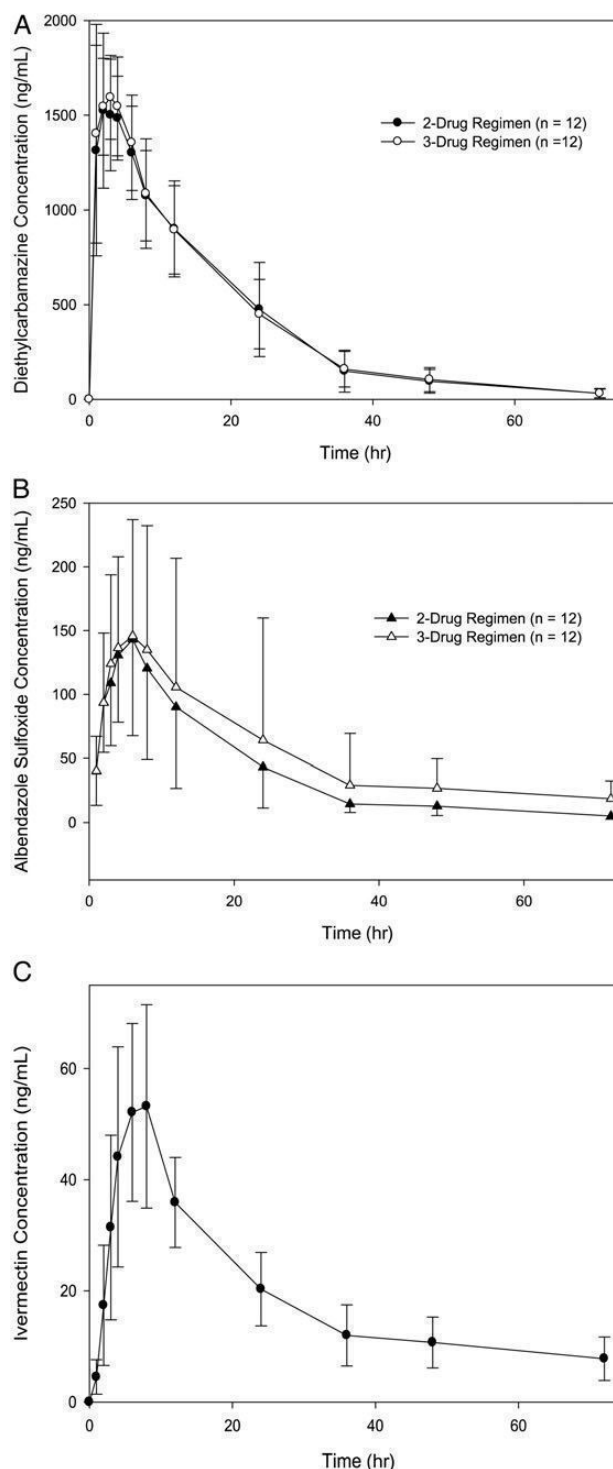 A
2000
1500
1000
500
0
Diethylcarbamazine Concentration (ng/mL)
2-Drug Regimen (n = 12)
3-Drug Regimen (n =12)
0 20 40 60
Time (hr)
B
250
200
150
100
50
0
Albendazole Sulfoxide Concentration (ng/mL)
2-Drug Regimen (n = 12)
3-Drug Regimen (n = 12)
0 20 40 60
Time (hr)
C
60
40
20
0
Ivermectin Concentration (ng/mL)
0 20 40 60
Time (hr)